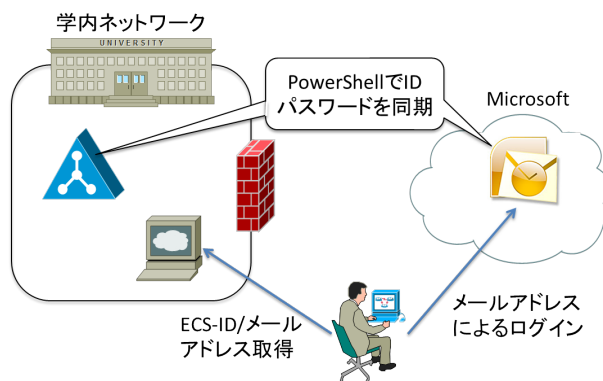 学内ネットワーク
UNIVERSITY
PowerShellでID
パスワードを同期
Microsoft
ECS-ID/メール
アドレス取得
メールアドレス
によるログイン